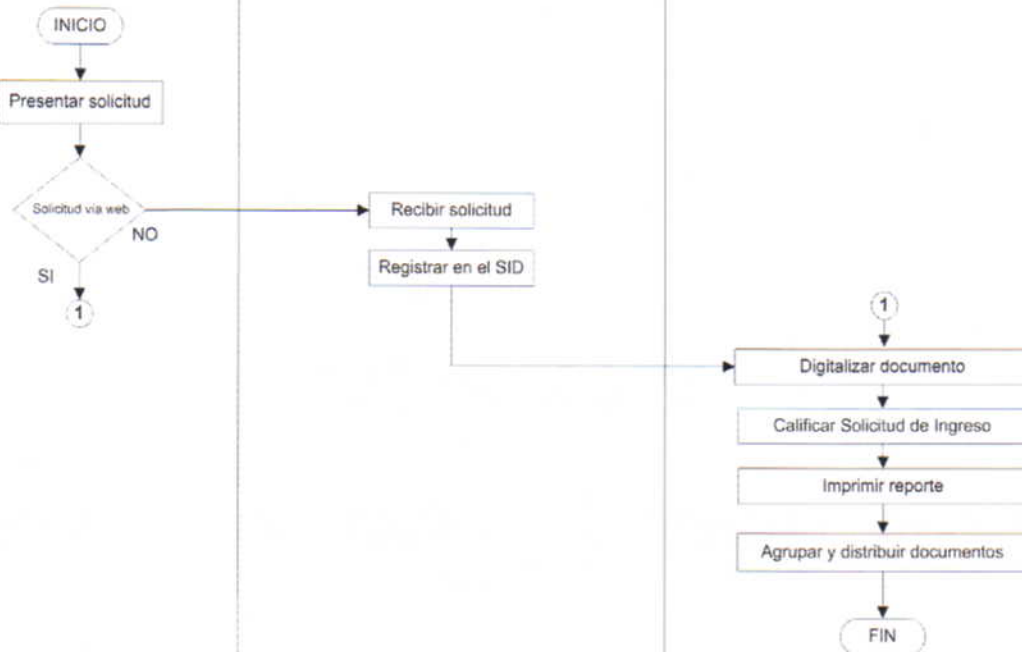 INICIO
Presentar solicitud
Solicitud via web
NO
SI
1
Recibir solicitud
Registrar en el SID
1
Digitalizar documento
Calificar Solicitud de Ingreso
Imprimir reporte
Agrupar y distribuir documentos
FIN